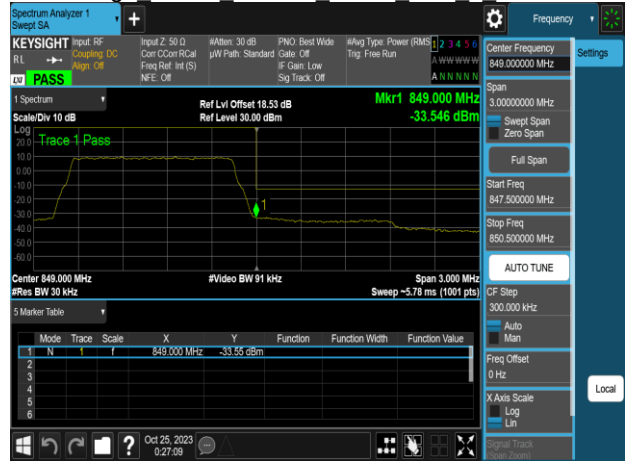 Spectrum Analyzer 1
Swept SA
+
Frequency
KEYSIGHT
RL
LXI PASS
Input: RF
Coupling: DC
Align: Off
Input Z: 50 Ω
Corr CCorr RCal
Freq Ref: Int (S)
NFE: Off
#Atten: 30 dB
µW Path: Standard
PNO: Best Wide
Gate: Off
IF Gain: Low
Sig Track: Off
#Avg Type: Power (RMS
Trig: Free Run
1 2 3 4 5 6
A W W W W W
A N N N N N
Center Frequency
849.000000 MHz
Settings
Span
3.00000000 MHz
Swept Span
Zero Span
Full Span
Start Freq
847.500000 MHz
Stop Freq
850.500000 MHz
AUTO TUNE
CF Step
300.000 kHz
Auto
Man
Freq Offset
0 Hz
X Axis Scale
Log
Lin
Signal Track
(Span Zoom)
Local
1 Spectrum
Scale/Div 10 dB
Ref Lvl Offset 18.53 dB
Ref Level 30.00 dBm
Mkr1 849.000 MHz
-33.546 dBm
Log
Trace 1 Pass
20.0
10.0
0.00
-10.0
-20.0
-30.0
-40.0
-50.0
-60.0
1
Center 849.000 MHz
#Res BW 30 kHz
#Video BW 91 kHz
Span 3.000 MHz
Sweep ~5.78 ms (1001 pts)
5 Marker Table
Mode Trace Scale X Y Function Function Width Function Value
1 N 1 f 849.000 MHz -33.55 dBm
2
3
4
5
6
?
Oct 25, 2023
0:27:09